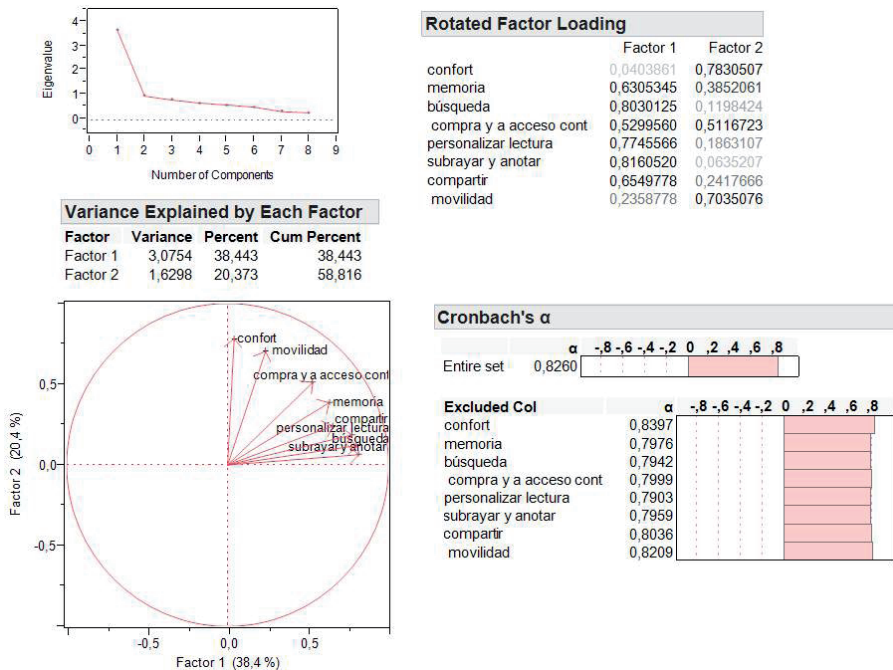 4
3
2
1
0
Eigenvalue
0 1 2 3 4 5 6 7 8 9
Number of Components
Rotated Factor Loading
Factor 1 Factor 2
confort 0,0403861 0,7830507
memoria 0,6305345 0,3852061
búsqueda 0,8030125 0,1198424
compra y a acceso cont 0,5299560 0,5116723
personalizar lectura 0,7745566 0,1863107
subrayar y anotar 0,8160520 0,0635207
compartir 0,6549778 0,2417666
movilidad 0,2358778 0,7035076
Variance Explained by Each Factor
Factor Variance Percent Cum Percent
Factor 1 3,0754 38,443 38,443
Factor 2 1,6298 20,373 58,816
confort
movilidad
compra y a acceso cont
memoria
compartir
personalizar lectura
búsqueda
subrayar y anotar
0,5
0,0
-0,5
Factor 2 (20,4 %)
-0,5 0,0 0,5
Factor 1 (38,4 %)
Cronbach's α
α -,8 -,6 -,4 -,2 0 ,2 ,4 ,6 ,8
Entire set 0,8260
Excluded Col α -,8 -,6 -,4 -,2 0 ,2 ,4 ,6 ,8
confort 0,8397
memoria 0,7976
búsqueda 0,7942
compra y a acceso cont 0,7999
personalizar lectura 0,7903
subrayar y anotar 0,7959
compartir 0,8036
movilidad 0,8209